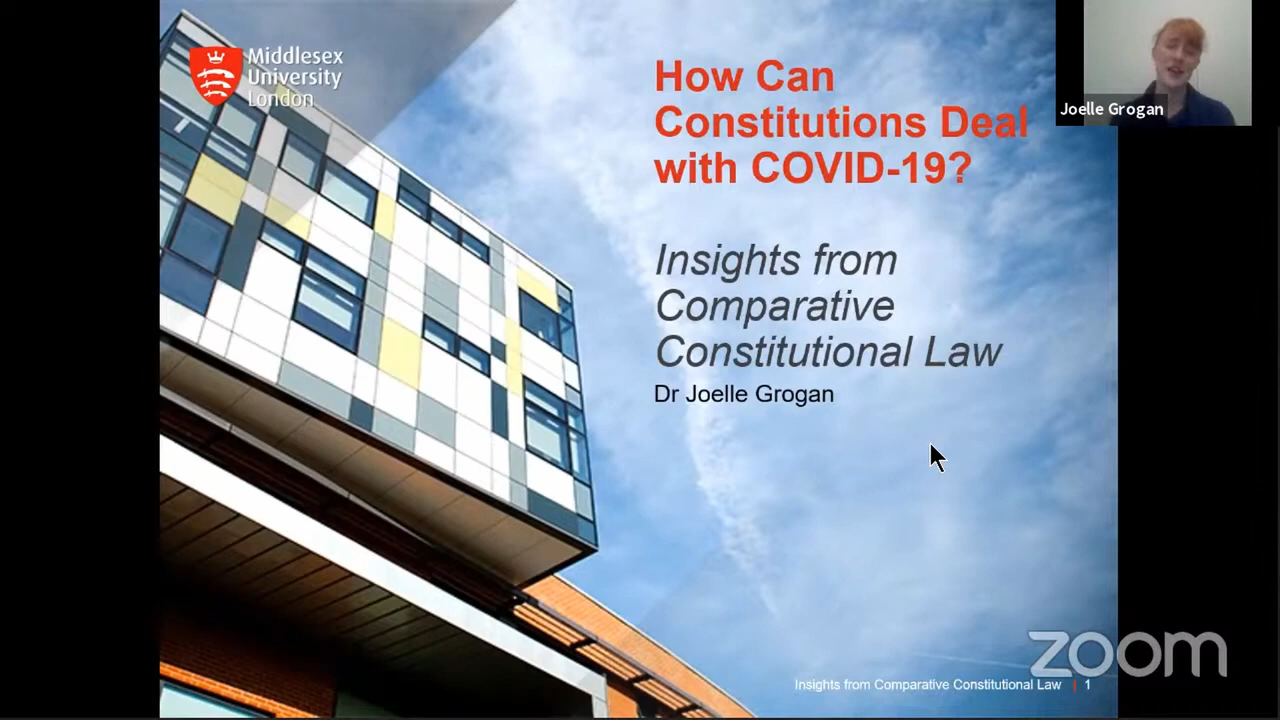 Middlesex
University
London
How Can
Constitutions Deal
with COVID-19?
Insights from
Comparative
Constitutional Law
Dr Joelle Grogan
Joelle Grogan
Insights from Comparative Constitutional Law | 1
zoom